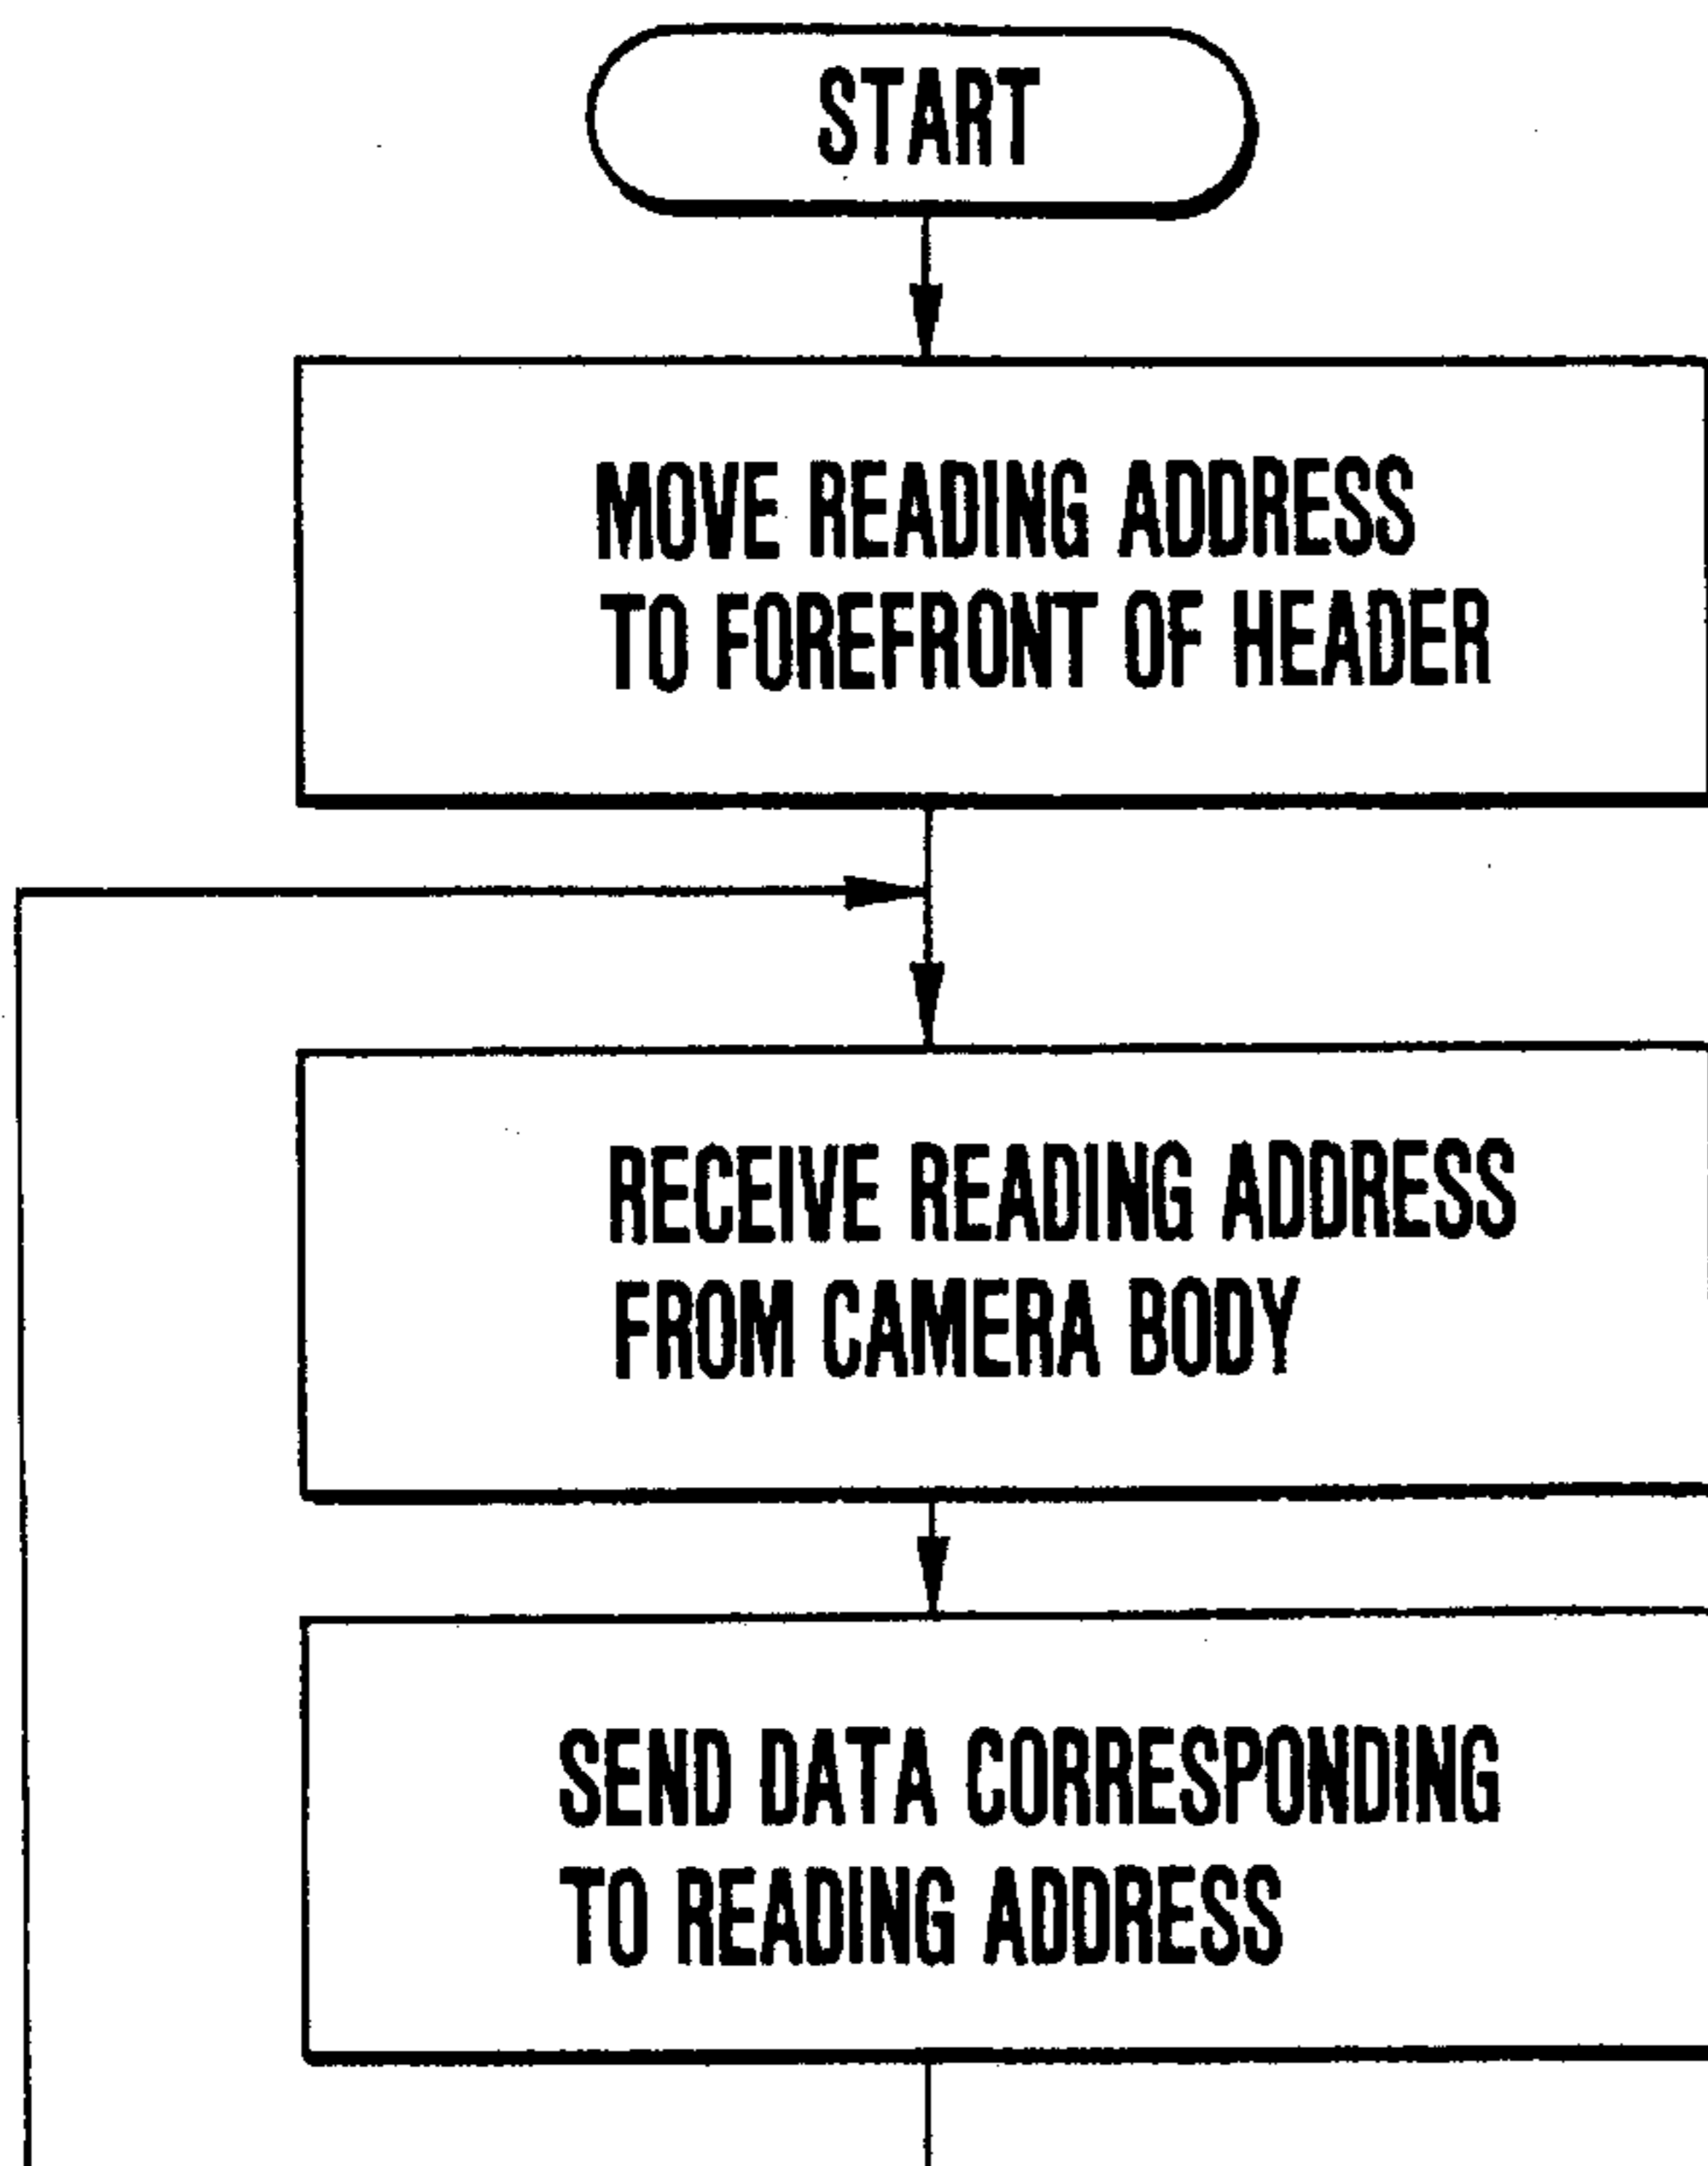 START
MOVE READING ADDRESS
TO FOREFRONT OF HEADER
RECEIVE READING ADDRESS
FROM CAMERA BODY
SEND DATA CORRESPONDING
TO READING ADDRESS